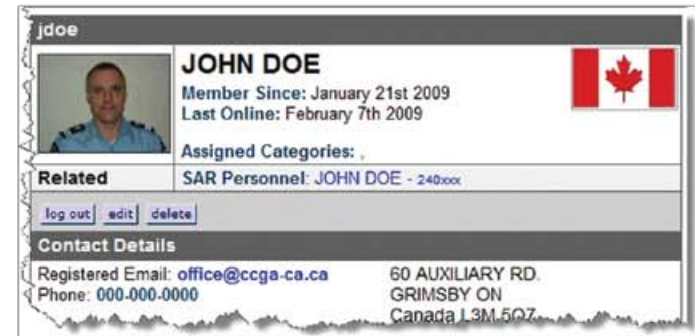 jdoe
JOHN DOE
Member Since: January 21st 2009
Last Online: February 7th 2009
Assigned Categories: ,
Related
SAR Personnel: JOHN DOE - 240xxx
log out edit delete
Contact Details
Registered Email: office@ccga-ca.ca
Phone: 000-000-0000
60 AUXILIARY RD.
GRIMSBY ON
Canada L3M 5O7